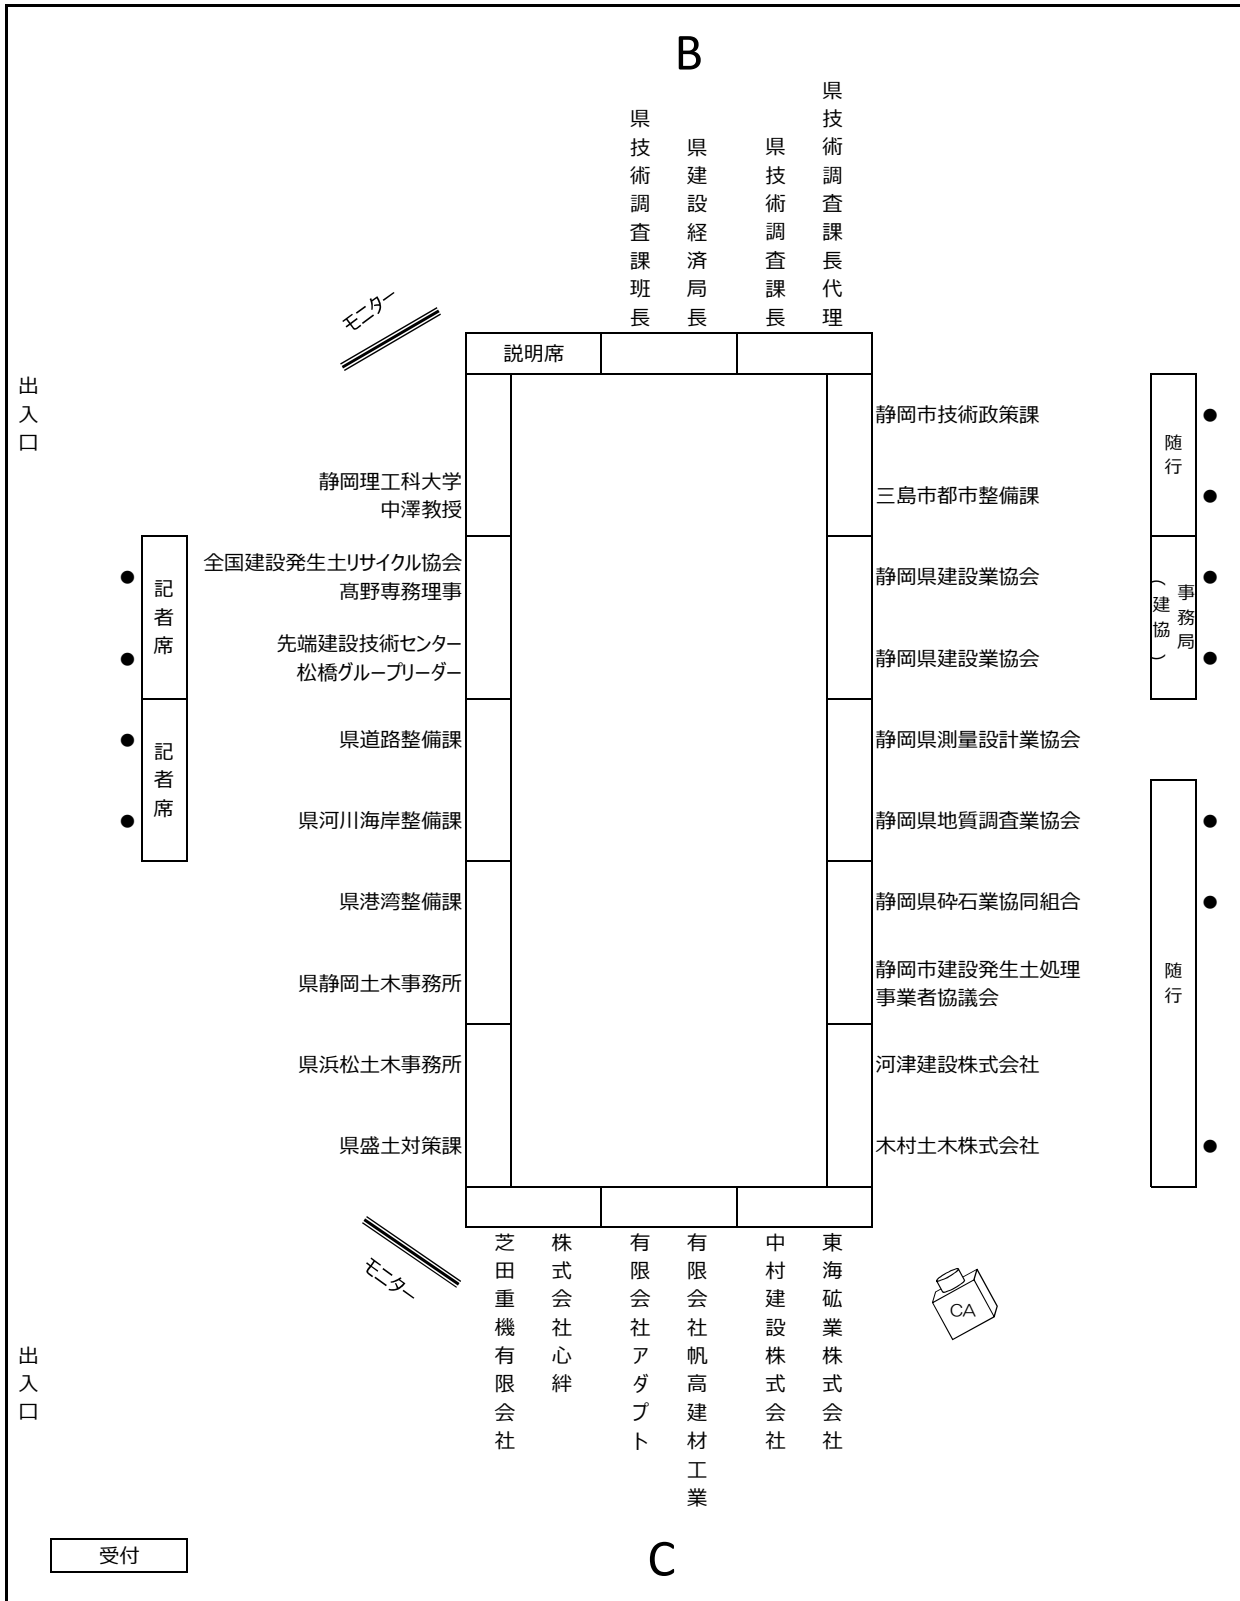 B
県技術調査課班長
県建設経済局長
県技術調査課長
県技術調査課長代理
モニター
説明席
出入口
静岡理工科大学
中澤教授
全国建設発生土リサイクル協会
髙野専務理事
先端建設技術センター
松橋グループリーダー
県道路整備課
県河川海岸整備課
県港湾整備課
県静岡土木事務所
県浜松土木事務所
県盛土対策課
記者席
記者席
静岡市技術政策課
三島市都市整備課
静岡県建設業協会
静岡県建設業協会
静岡県測量設計業協会
静岡県地質調査業協会
静岡県砕石業協同組合
静岡市建設発生土処理
事業者協議会
河津建設株式会社
木村土木株式会社
随行
事務局
(建協)
随行
モニター
芝田重機有限会社
株式会社心絆
有限会社アダプト
有限会社帆高建材工業
中村建設株式会社
東海砿業株式会社
CA
出入口
受付
C